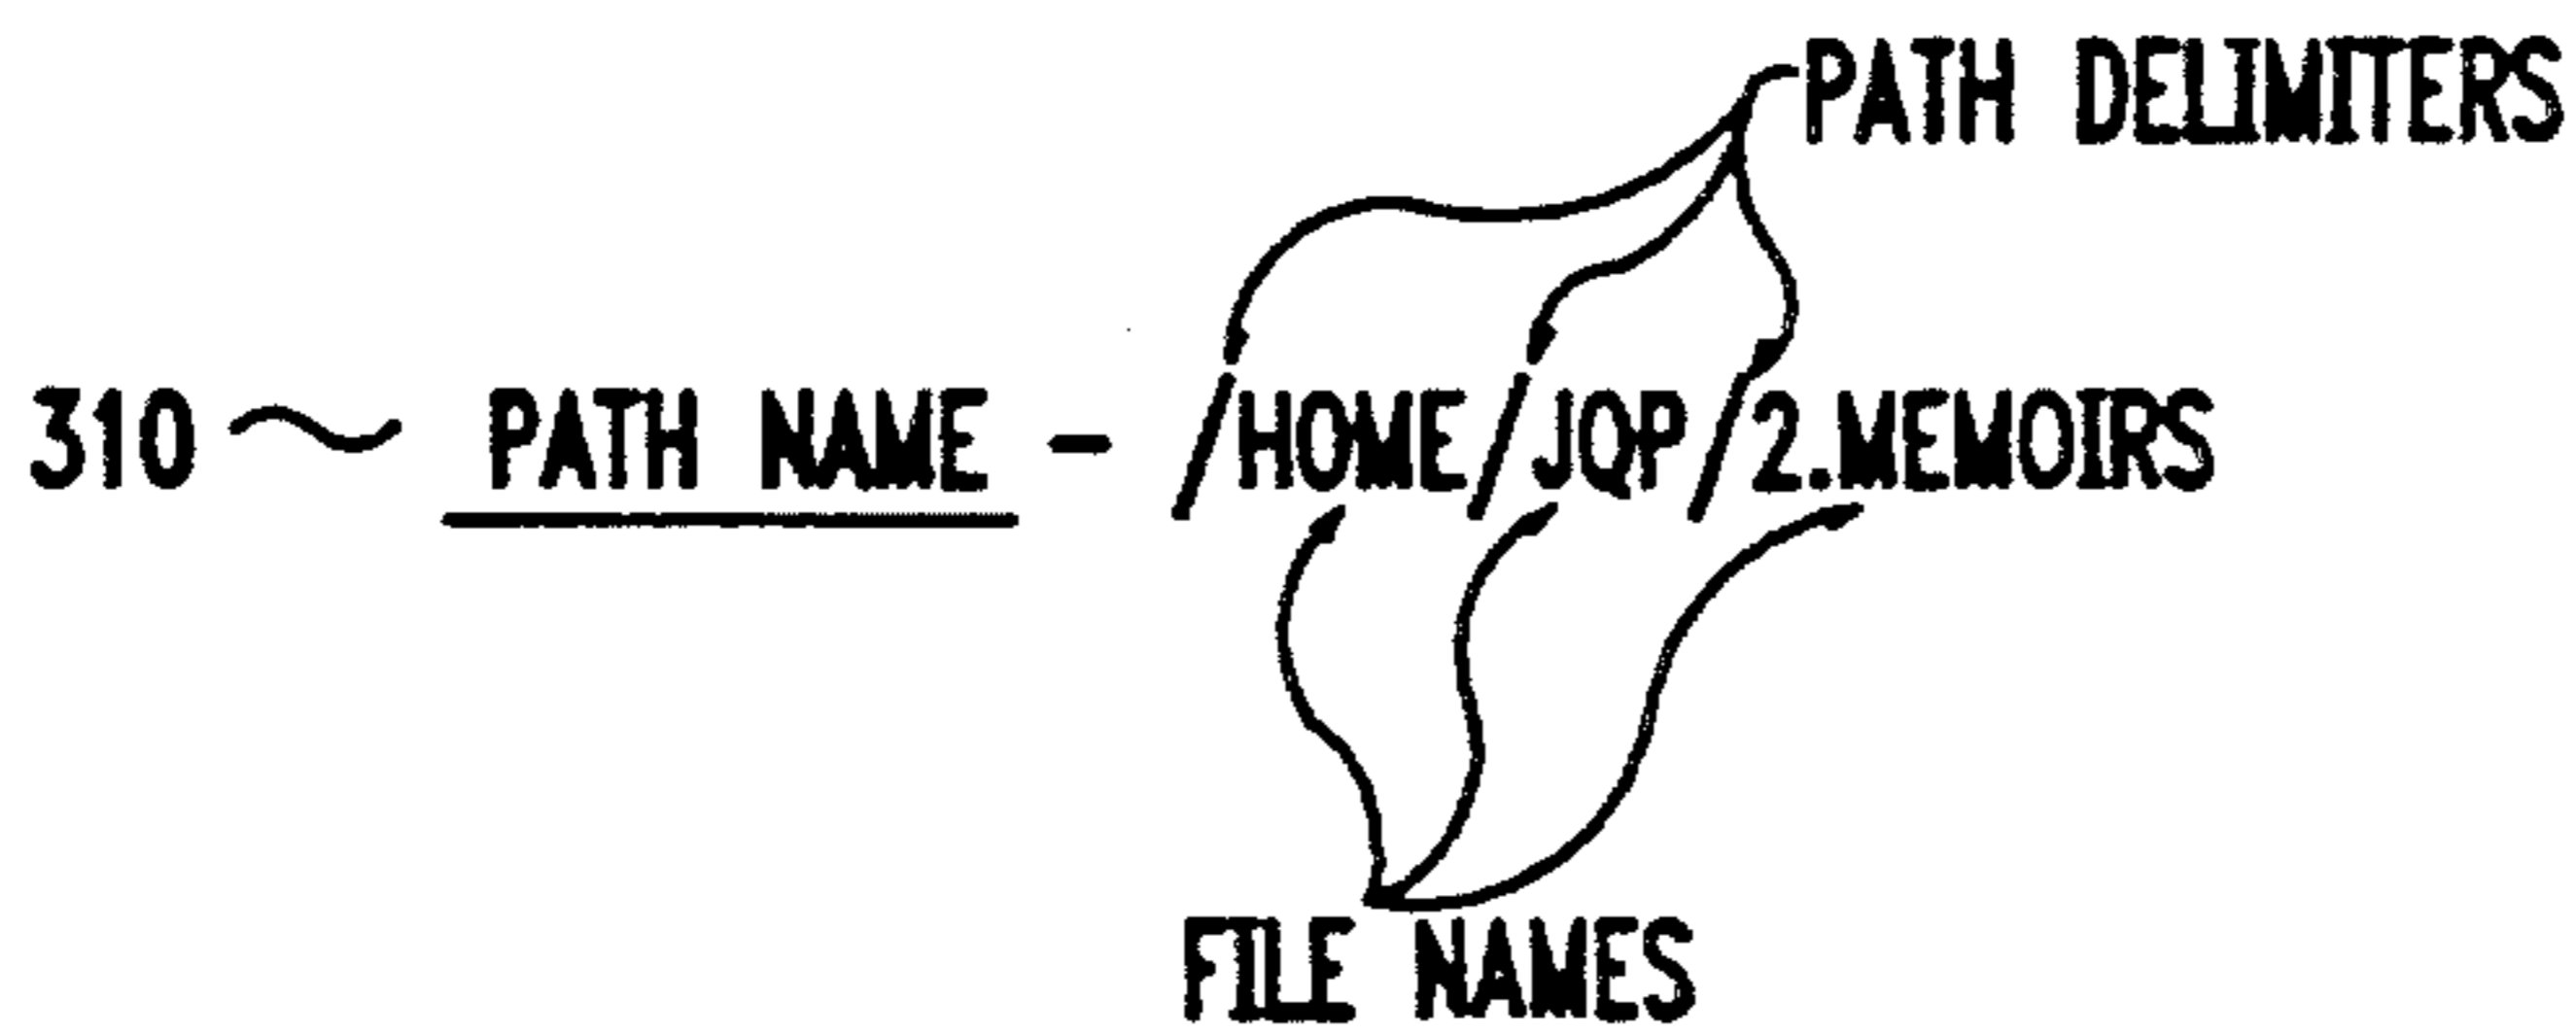 PATH DELIMITERS
310 PATH NAME - /HOME/JQP/2.MEMOIRS
FILE NAMES